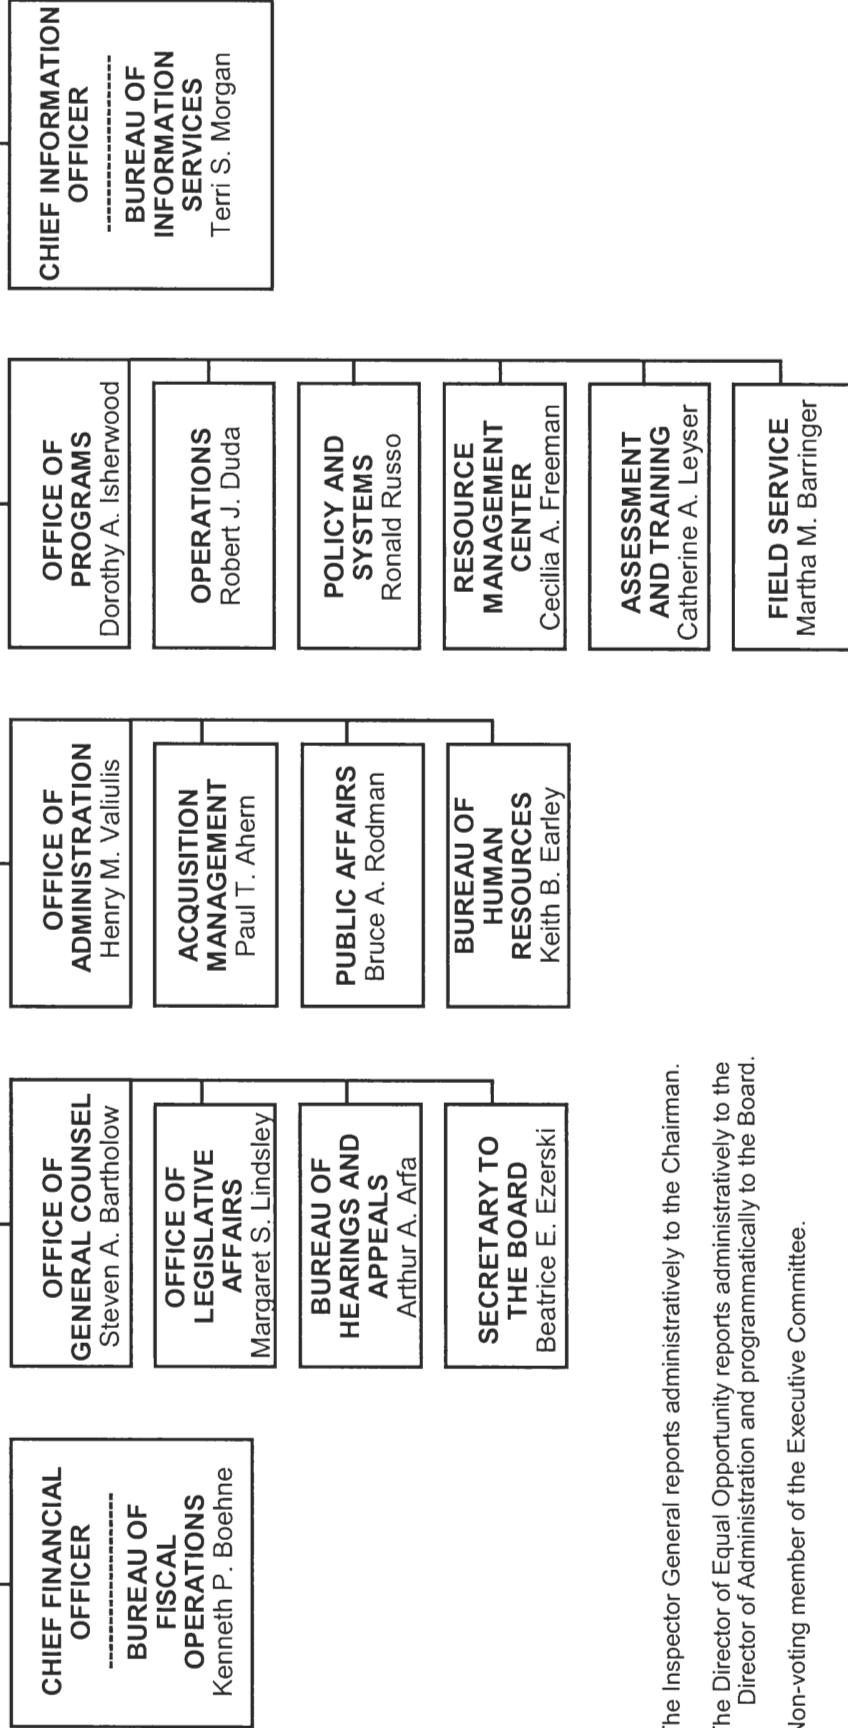 CHIEF FINANCIAL
OFFICER
-----------------
BUREAU OF
FISCAL
OPERATIONS
Kenneth P. Boehne
OFFICE OF
GENERAL COUNSEL
Steven A. Bartholow
OFFICE OF
LEGISLATIVE
AFFAIRS
Margaret S. Lindsley
BUREAU OF
HEARINGS AND
APPEALS
Arthur A. Arfa
SECRETARY TO
THE BOARD
Beatrice E. Ezerski
OFFICE OF
ADMINISTRATION
Henry M. Valiulis
ACQUISITION
MANAGEMENT
Paul T. Ahern
PUBLIC AFFAIRS
Bruce A. Rodman
BUREAU OF
HUMAN
RESOURCES
Keith B. Earley
OFFICE OF
PROGRAMS
Dorothy A. Isherwood
OPERATIONS
Robert J. Duda
POLICY AND
SYSTEMS
Ronald Russo
RESOURCE
MANAGEMENT
CENTER
Cecilia A. Freeman
ASSESSMENT
AND TRAINING
Catherine A. Leyser
FIELD SERVICE
Martha M. Barringer
CHIEF INFORMATION
OFFICER
-----------------
BUREAU OF
INFORMATION
SERVICES
Terri S. Morgan
he Inspector General reports administratively to the Chairman.
he Director of Equal Opportunity reports administratively to the
Director of Administration and programmatically to the Board.
Non-voting member of the Executive Committee.